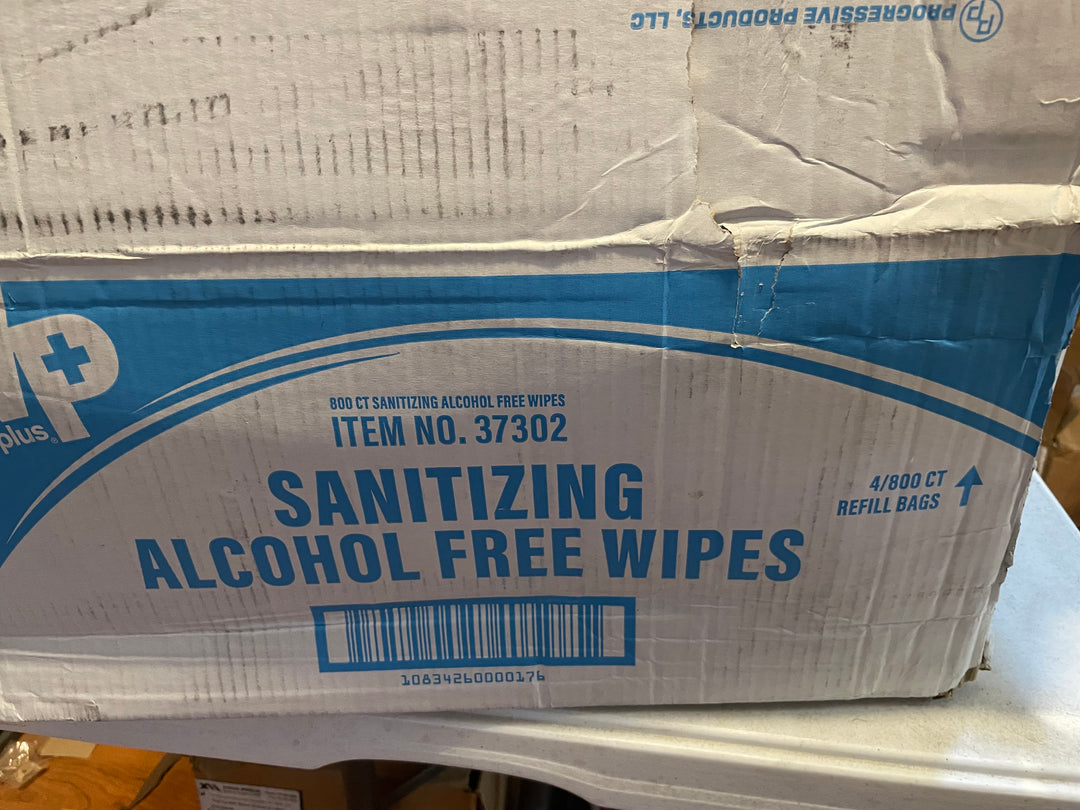 PROGRESSIVE PRODUCTS, LLC
p
plus®
800 CT SANITIZING ALCOHOL FREE WIPES
ITEM NO. 37302
SANITIZING
ALCOHOL FREE WIPES
4/800 CT
REFILL BAGS
10834260000176